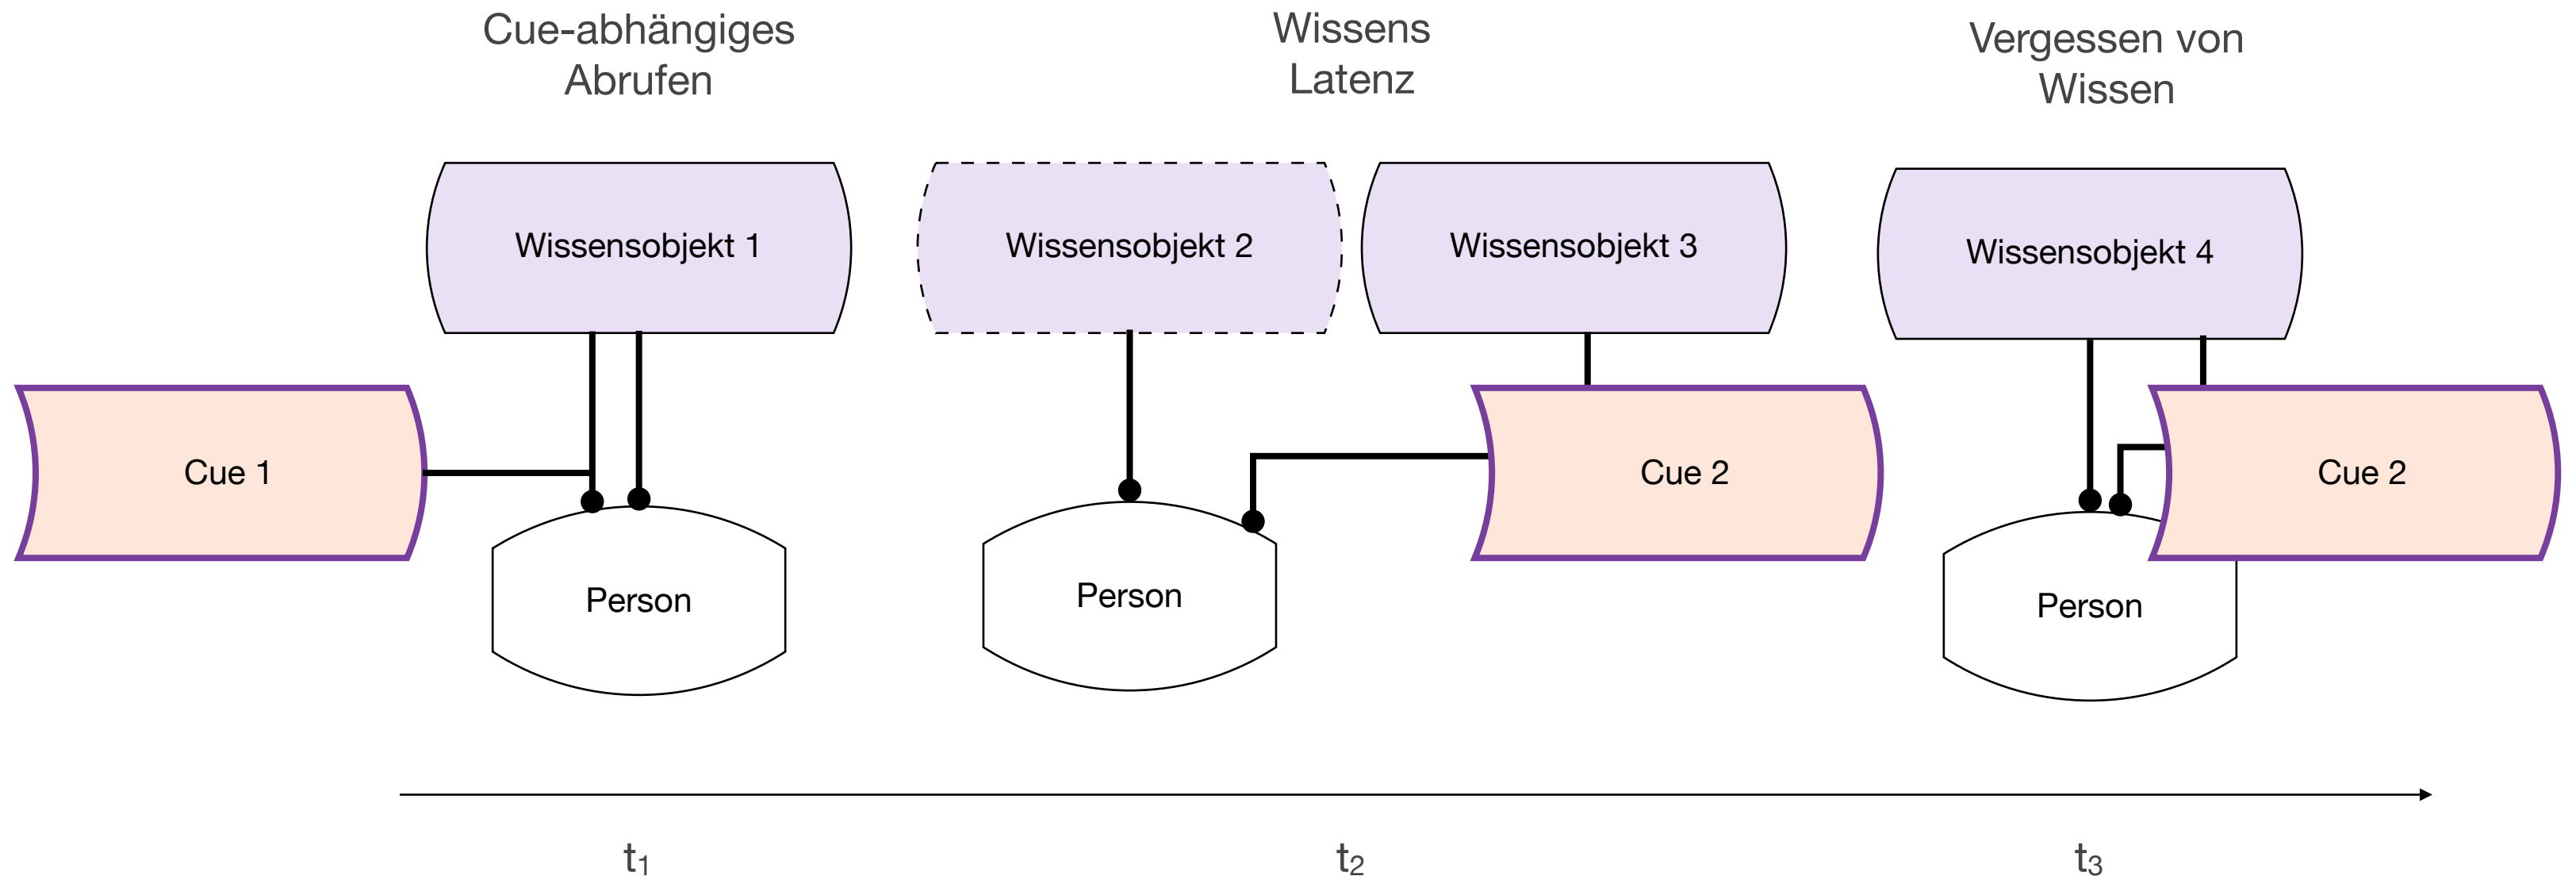 Cue-abhängiges
Abrufen
Wissens
Latenz
Vergessen von
Wissen
Wissensobjekt 1
Wissensobjekt 2
Wissensobjekt 3
Wissensobjekt 4
Cue 1
Cue 2
Cue 2
Person
Person
Person
t₁
t₂
t₃